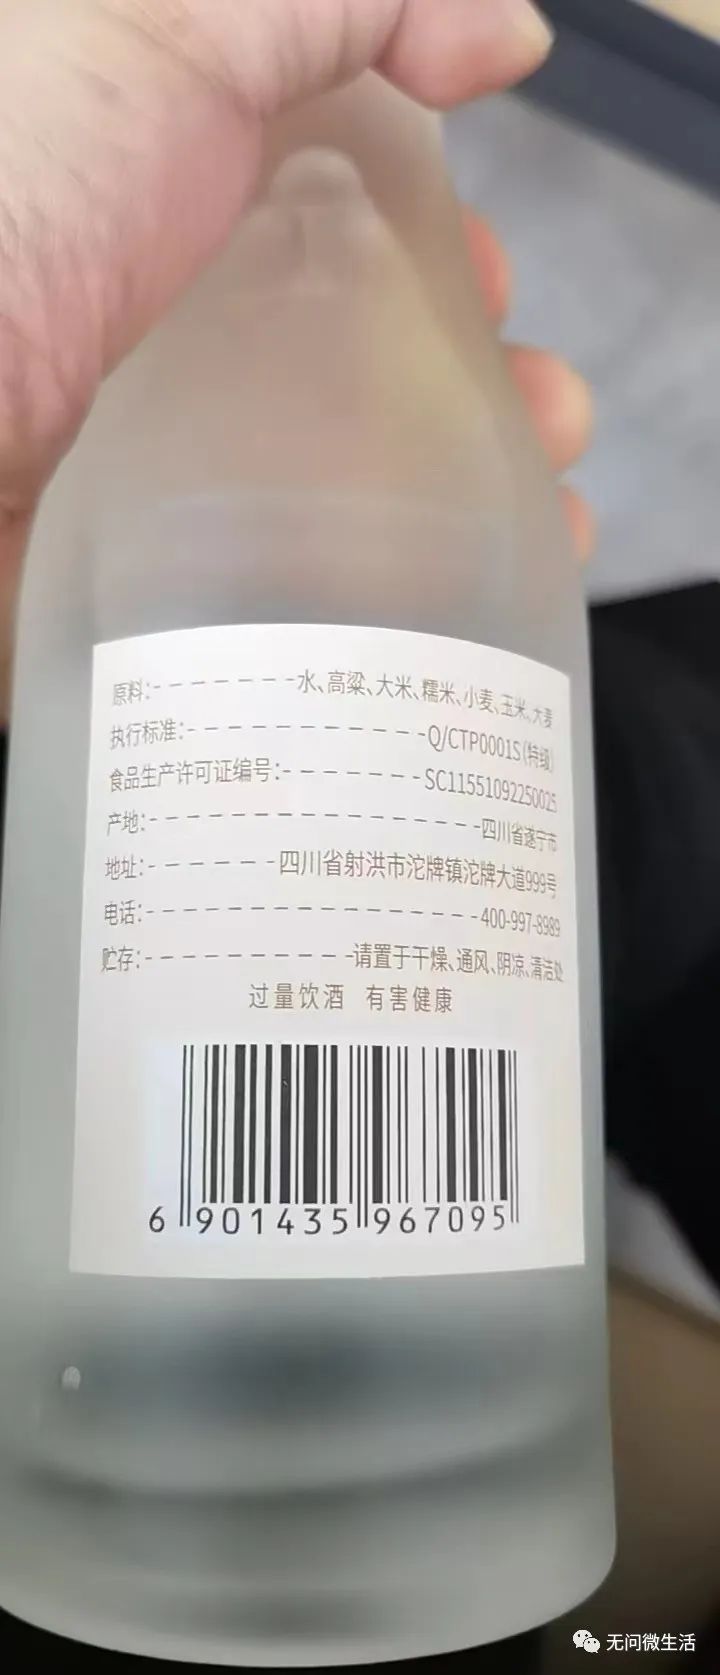 原料:-------水、高粱、大米、糯米、小麦、玉米、大麦
执行标准:-----------Q/CTP0001S(特级)
食品生产许可证编号:-------SC11551092250025
产地:---------------四川省遂宁市
地址:------四川省射洪市沱牌镇沱牌大道999号
电话:---------------400-997-8989
贮存:----------请置于干燥、通风、阴凉、清洁处
过量饮酒 有害健康
6 901435 967095
无问微生活